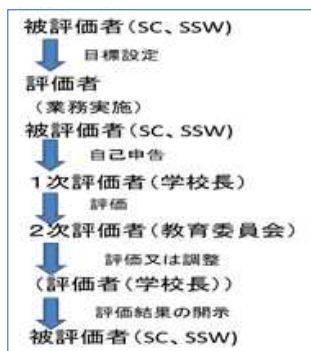 被評価者(SC、SSW)
目標設定
評価者
(業務実施)
被評価者(SC、SSW)
自己申告
1次評価者(学校長)
評価
2次評価者(教育委員会)
評価又は調整
(評価者(学校長))
評価結果の開示
被評価者(SC、SSW)